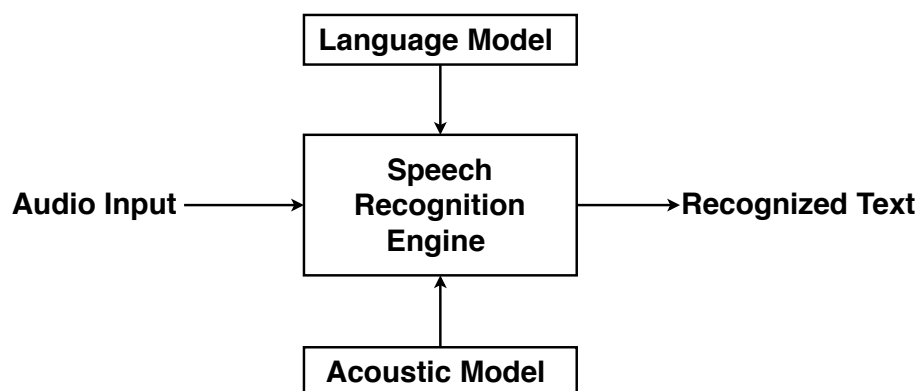 Language Model
Audio Input
Speech
Recognition
Engine
Recognized Text
Acoustic Model